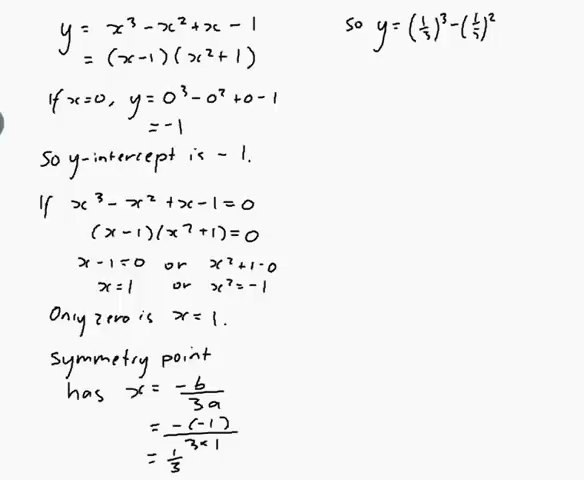 y = x³ - x² + x - 1
= (x-1)(x²+1)
If x=0, y = 0³ - 0² + 0 - 1
= -1
So y-intercept is -1.
If x³ - x² + x - 1 = 0
(x-1)(x²+1) = 0
x-1=0 or x²+1-0
x=1 or x²=-1
Only zero is x=1.
Symmetry point
has x = -b/3a
= -(-1)/3×1
= 1/3
So y = (1/3)³ - (1/3)²